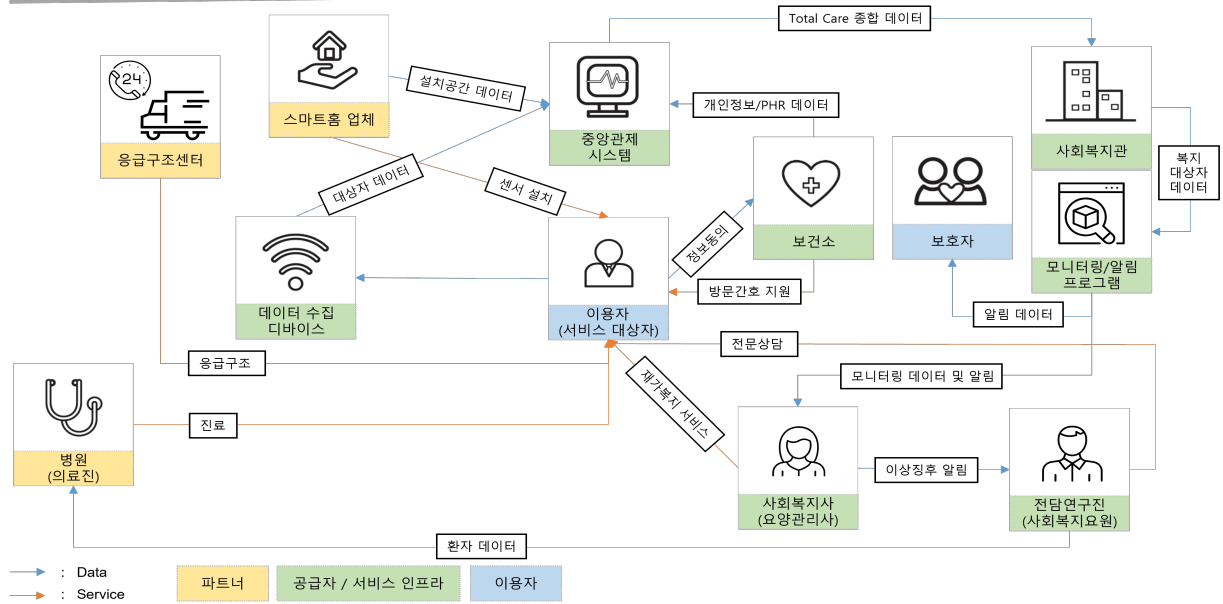 Total Care 종합 데이터
24
스마트홈 업체
설치공간 데이터
중앙관제
시스템
개인정보/PHR 데이터
사회복지관
복지
대상자
데이터
응급구조센터
대상자 데이터
센서 설치
정보동의
보건소
보호자
모니터링/알림
프로그램
데이터 수집
디바이스
이용자
(서비스 대상자)
방문간호 지원
알림 데이터
응급구조
전문상담
재가복지 서비스
모니터링 데이터 및 알림
진료
병원
(의료진)
사회복지사
(요양관리사)
이상징후 알림
전담연구진
(사회복지요원)
환자 데이터
: Data
: Service
파트너
공급자 / 서비스 인프라
이용자